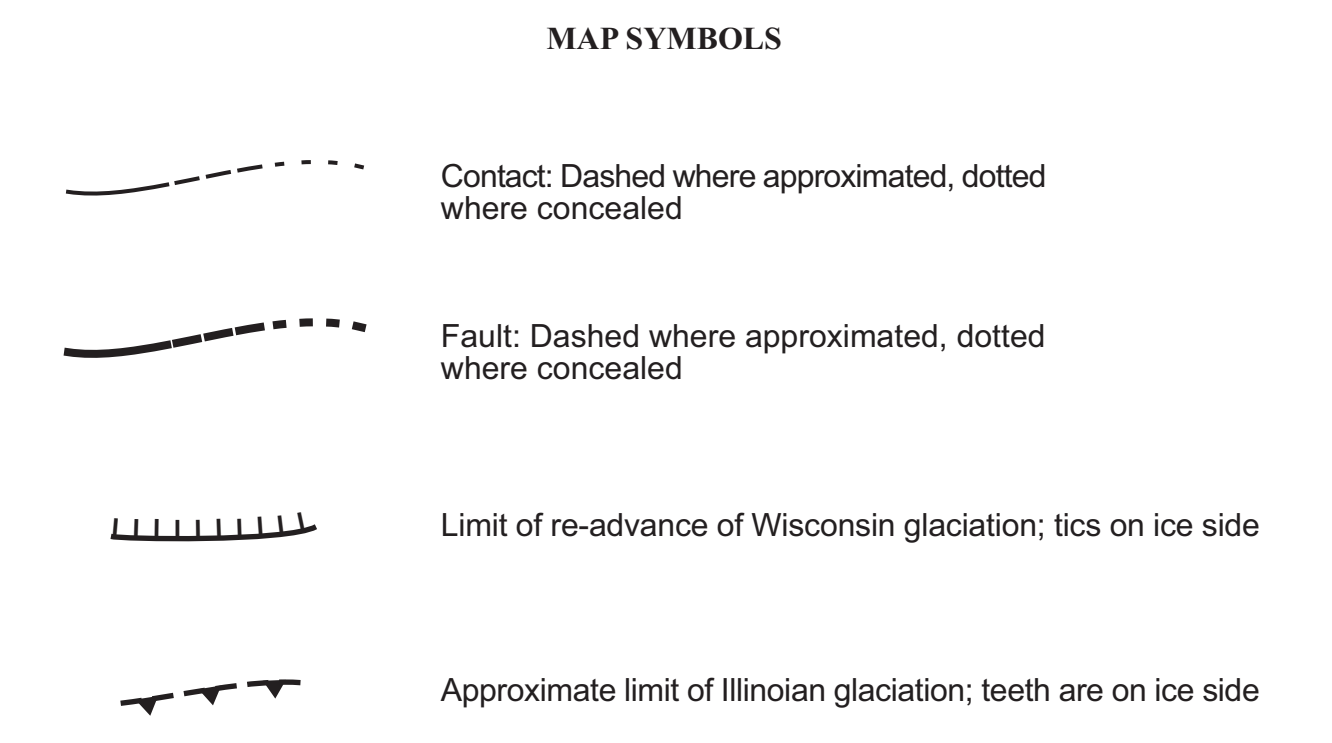 MAP SYMBOLS
Contact: Dashed where approximated, dotted
where concealed
Fault: Dashed where approximated, dotted
where concealed
Limit of re-advance of Wisconsin glaciation; tics on ice side
Approximate limit of Illinoian glaciation; teeth are on ice side